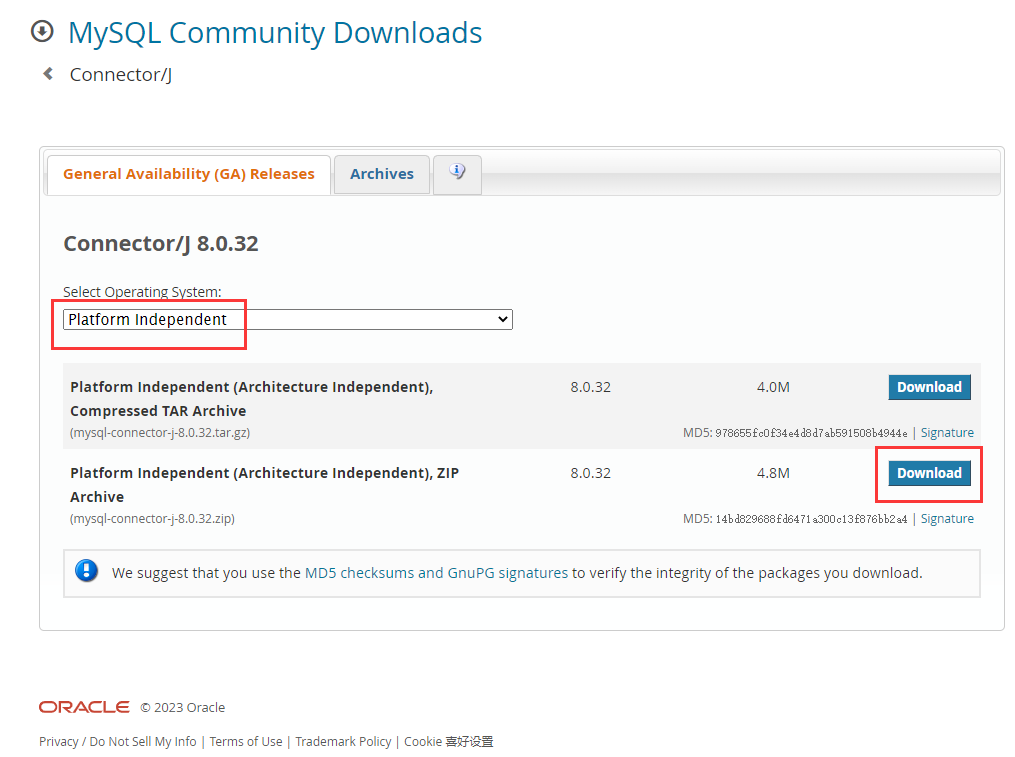 MySQL Community Downloads
Connector/J
General Availability (GA) Releases Archives
Connector/J 8.0.32
Select Operating System:
Platform Independent
Platform Independent (Architecture Independent), 8.0.32 4.0M Download
Compressed TAR Archive
(mysql-connector-j-8.0.32.tar.gz) MD5: 978655fc0f34e4d8d7ab591508b4944e | Signature
Platform Independent (Architecture Independent), ZIP 8.0.32 4.8M Download
Archive
(mysql-connector-j-8.0.32.zip) MD5: 14bd829688fd6471a300c13f876bb2a4 | Signature
We suggest that you use the MD5 checksums and GnuPG signatures to verify the integrity of the packages you download.
ORACLE © 2023 Oracle
Privacy / Do Not Sell My Info | Terms of Use | Trademark Policy | Cookie 喜好设置